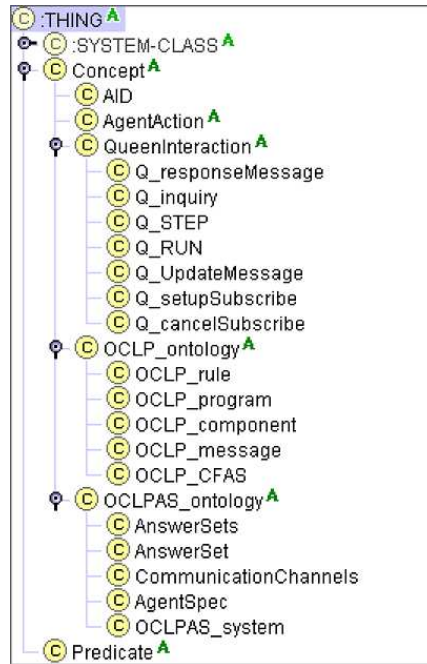 C :THING A
C :SYSTEM-CLASS A
C Concept A
C AID
C AgentAction A
C QueenInteraction A
C Q_responseMessage
C Q_inquiry
C Q_STEP
C Q_RUN
C Q_UpdateMessage
C Q_setupSubscribe
C Q_cancelSubscribe
C OCLP_ontology A
C OCLP_rule
C OCLP_program
C OCLP_component
C OCLP_message
C OCLP_CFAS
C OCLPAS_ontology A
C AnswerSets
C AnswerSet
C CommunicationChannels
C AgentSpec
C OCLPAS_system
C Predicate A